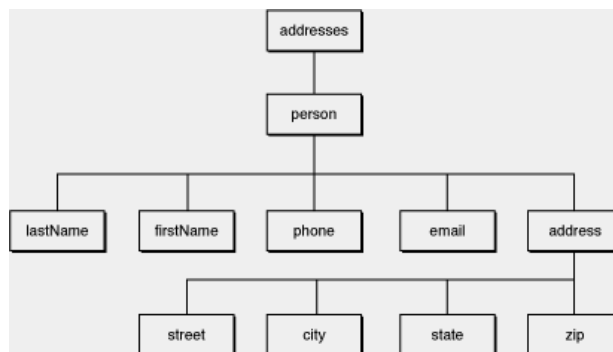 addresses
person
lastName firstName phone email address
street city state zip